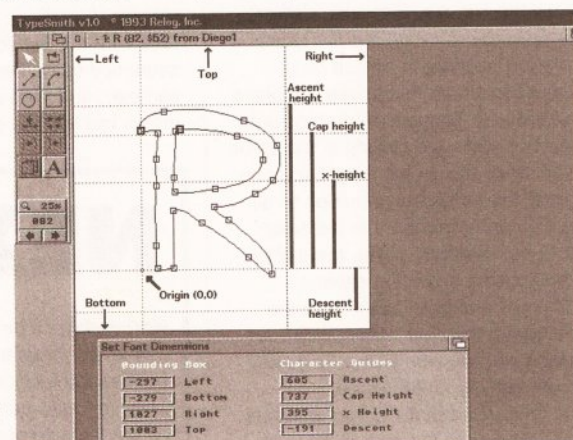 TypeSmith v1.0 © 1993 Relog, Inc.
0 - 1: R (82, $52) from Diego1
Left
Top
Right
Ascent
height
Cap height
x-height
25%
082
A
Origin (0,0)
Bottom
Descent
height
Set Font Dimensions
Bounding Box
Character Guides
-297 Left
605 Ascent
-279 Bottom
737 Cap Height
1027 Right
395 x Height
1003 Top
-191 Descent